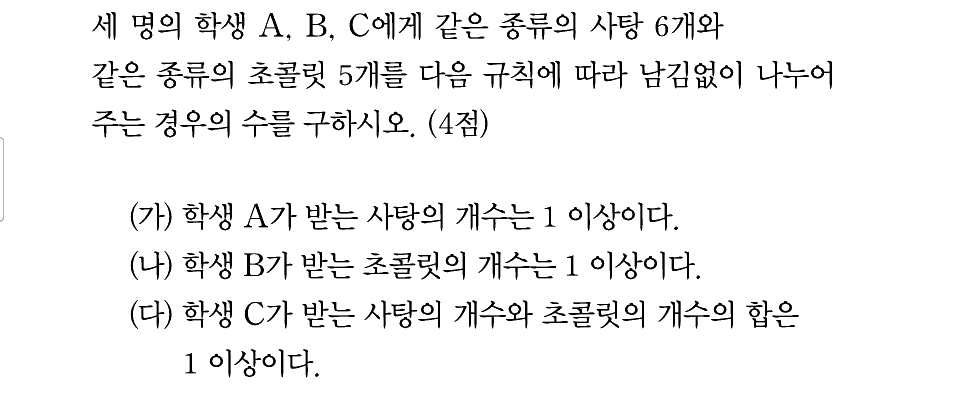 세 명의 학생 A, B, C에게 같은 종류의 사탕 6개와
같은 종류의 초콜릿 5개를 다음 규칙에 따라 남김없이 나누어
주는 경우의 수를 구하시오. (4점)
(가) 학생 A가 받는 사탕의 개수는 1 이상이다.
(나) 학생 B가 받는 초콜릿의 개수는 1 이상이다.
(다) 학생 C가 받는 사탕의 개수와 초콜릿의 개수의 합은
1 이상이다.